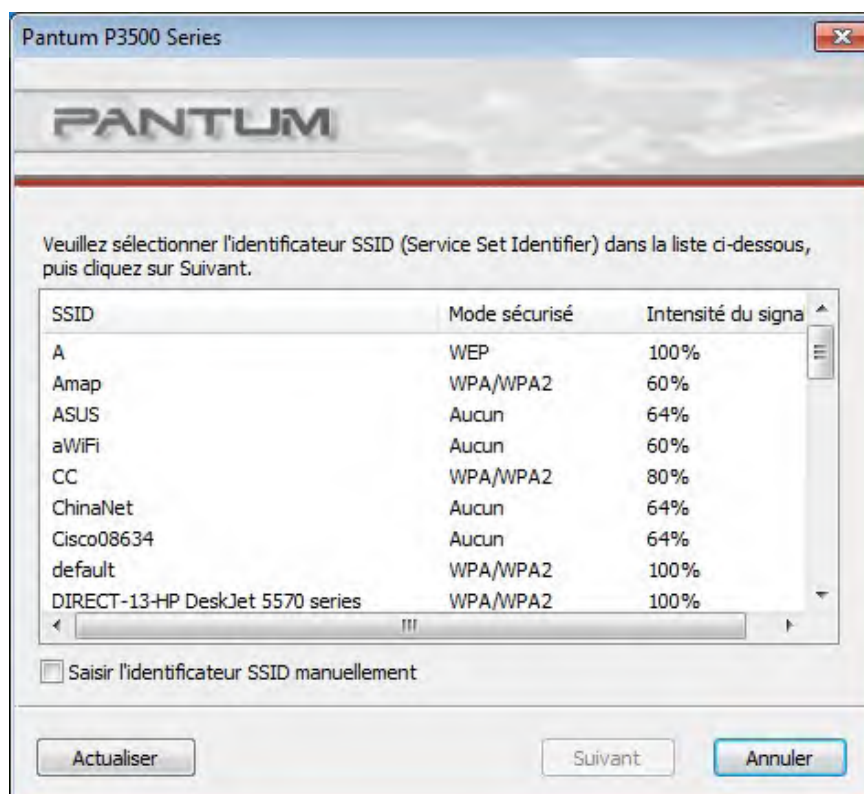 Pantum P3500 Series
PANTUM
Veuillez sélectionner l'identificateur SSID (Service Set Identifier) dans la liste ci-dessous,
puis cliquez sur Suivant.
SSID Mode sécurisé Intensité du signa
A WEP 100%
Amap WPA/WPA2 60%
ASUS Aucun 64%
aWiFi Aucun 60%
CC WPA/WPA2 80%
ChinaNet Aucun 64%
Cisco08634 Aucun 64%
default WPA/WPA2 100%
DIRECT-13-HP DeskJet 5570 series WPA/WPA2 100%
Saisir l'identificateur SSID manuellement
Actualiser Suivant Annuler